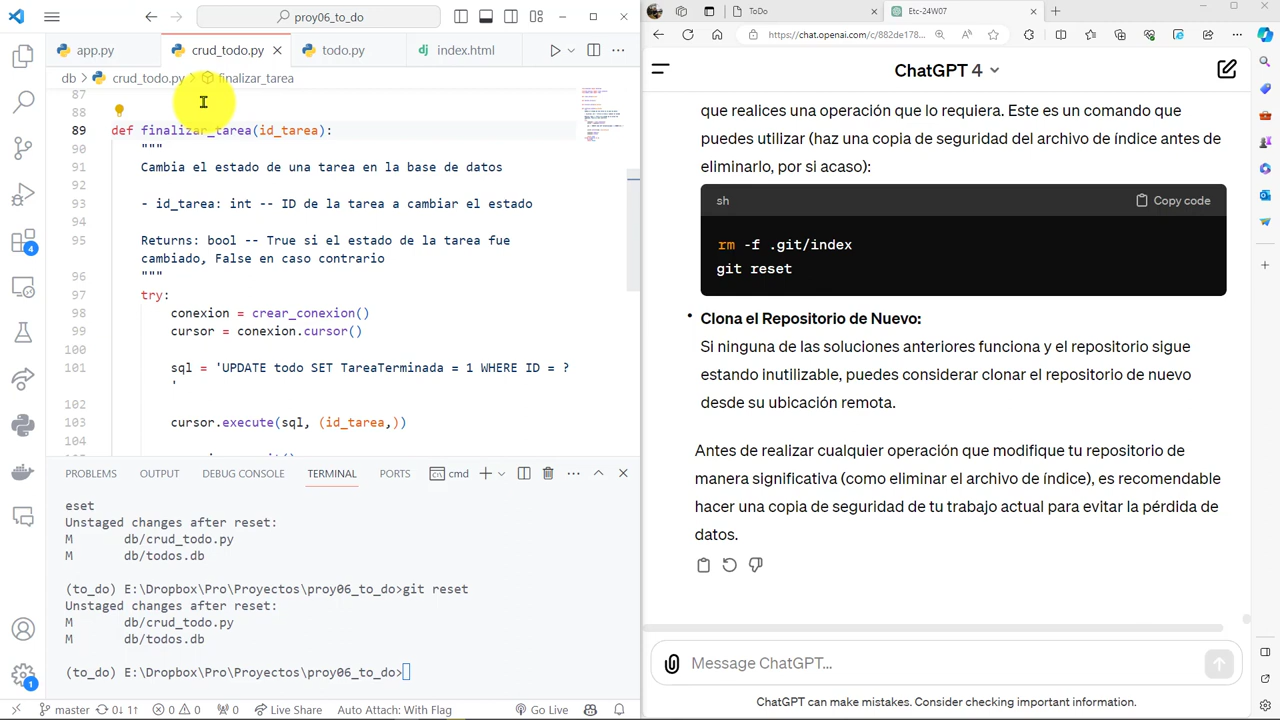 proy06_to_do
app.py
crud_todo.py
todo.py
index.html
db
crud_todo.py
finalizar_tarea
87
89
def finalizar_tarea(id_tarea):
90
"""
91
Cambia el estado de una tarea en la base de datos
92
93
- id_tarea: int -- ID de la tarea a cambiar el estado
94
95
Returns: bool -- True si el estado de la tarea fue
cambiado, False en caso contrario
96
"""
97
try:
98
conexion = crear_conexion()
99
cursor = conexion.cursor()
100
101
sql = 'UPDATE todo SET TareaTerminada = 1 WHERE ID = ?
'
102
103
cursor.execute(sql, (id_tarea,))
104
4
1
PROBLEMS OUTPUT DEBUG CONSOLE TERMINAL PORTS cmd
eset
Unstaged changes after reset:
M db/crud_todo.py
M db/todos.db
(to_do) E:\Dropbox\Pro\Proyectos\proy06_to_do>git reset
Unstaged changes after reset:
M db/crud_todo.py
M db/todos.db
(to_do) E:\Dropbox\Pro\Proyectos\proy06_to_do>
master 0↓ 1↑ 0 0 0 Live Share Auto Attach: With Flag Go Live
ToDo
Etc-24W07
https://chat.openai.com/c/882de178...
ChatGPT 4
puedes utilizar (haz una copia de seguridad del archivo de índice antes de
eliminarlo, por si acaso):
sh
Copy code
rm -f .git/index
git reset
• Clona el Repositorio de Nuevo:
Si ninguna de las soluciones anteriores funciona y el repositorio sigue
estando inutilizable, puedes considerar clonar el repositorio de nuevo
desde su ubicación remota.
Antes de realizar cualquier operación que modifique tu repositorio de
manera significativa (como eliminar el archivo de índice), es recomendable
hacer una copia de seguridad de tu trabajo actual para evitar la pérdida de
datos.
Message ChatGPT...
ChatGPT can make mistakes. Consider checking important information.